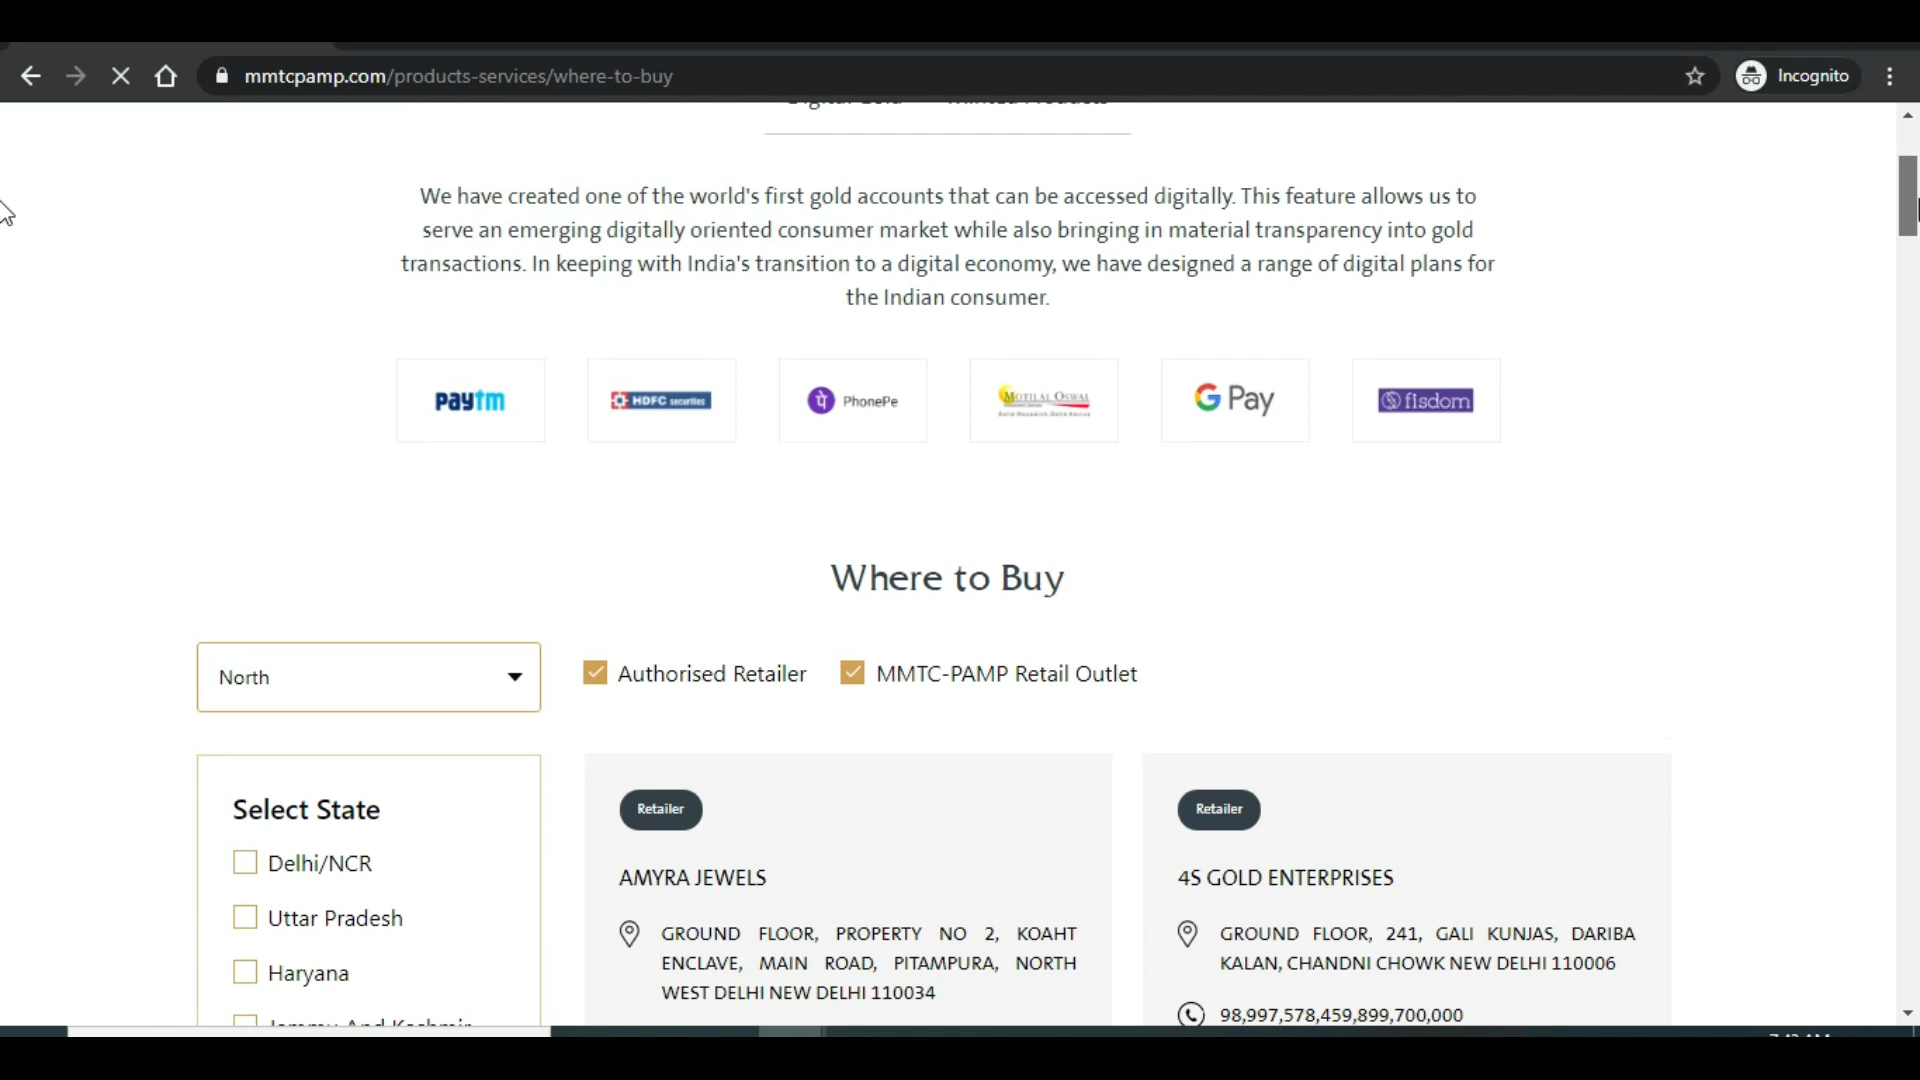 mmtcpamp.com/products-services/where-to-buy
Incognito
We have created one of the world's first gold accounts that can be accessed digitally. This feature allows us to
serve an emerging digitally oriented consumer market while also bringing in material transparency into gold
transactions. In keeping with India's transition to a digital economy, we have designed a range of digital plans for
the Indian consumer.
paytm
HDFC securities
पे PhonePe
MOTILAL OSWAL
G Pay
fisdom
Where to Buy
North
Authorised Retailer
MMTC-PAMP Retail Outlet
Select State
Delhi/NCR
Uttar Pradesh
Haryana
Retailer
AMYRA JEWELS
GROUND FLOOR, PROPERTY NO 2, KOAHT
ENCLAVE, MAIN ROAD, PITAMPURA, NORTH
WEST DELHI NEW DELHI 110034
Retailer
4S GOLD ENTERPRISES
GROUND FLOOR, 241, GALI KUNJAS, DARIBA
KALAN, CHANDNI CHOWK NEW DELHI 110006
98,997,578,459,899,700,000